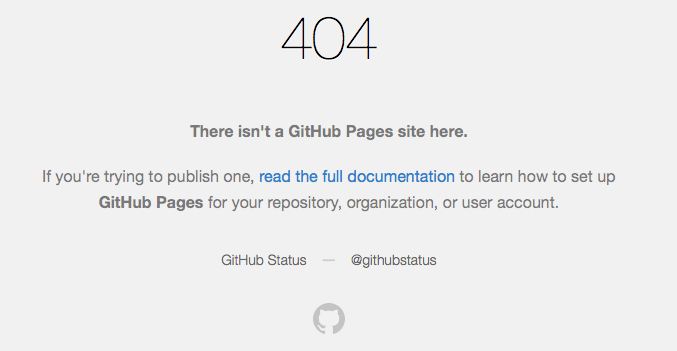 404
There isn't a GitHub Pages site here.
If you're trying to publish one, read the full documentation to learn how to set up
GitHub Pages for your repository, organization, or user account.
GitHub Status — @githubstatus